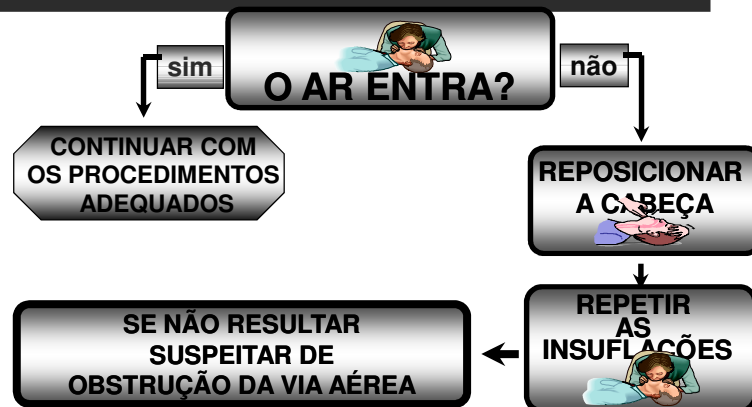 O AR ENTRA?
sim
não
CONTINUAR COM
OS PROCEDIMENTOS
ADEQUADOS
REPOSICIONAR
A CABEÇA
REPETIR
AS
INSUFLAÇÕES
SE NÃO RESULTAR
SUSPEITAR DE
OBSTRUÇÃO DA VIA AÉREA